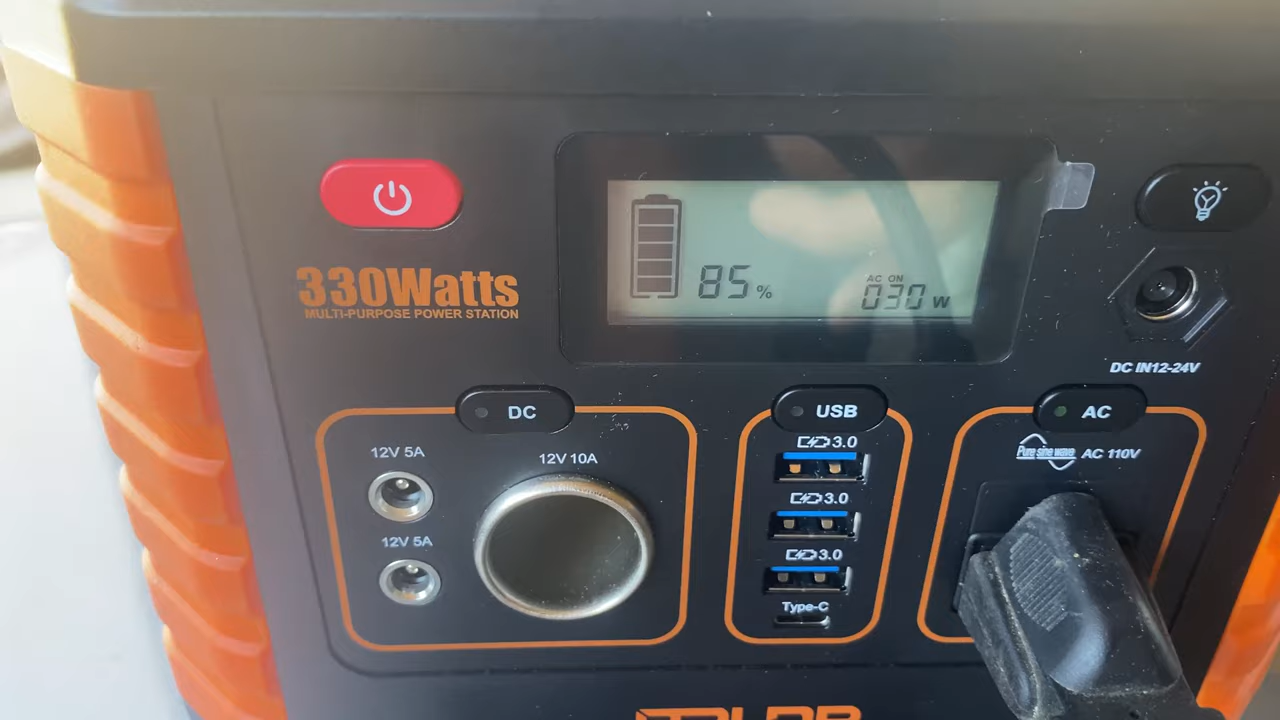 330Watts
MULTI-PURPOSE POWER STATION
85%
AC ON
030 W
DC IN12-24V
DC
12V 5A
12V 10A
12V 5A
USB
3.0
3.0
3.0
Type-C
AC
Pure sine wave AC 110V